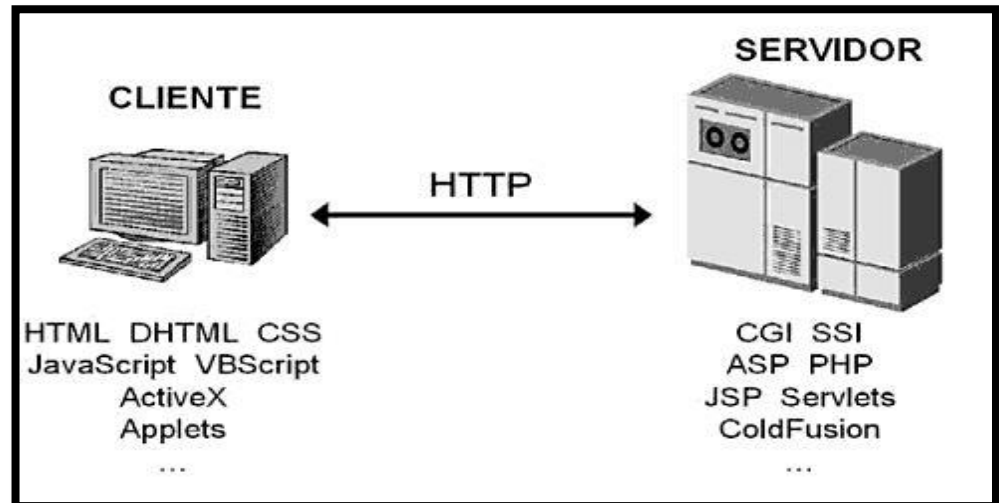 CLIENTE
SERVIDOR
HTTP
HTML DHTML CSS
JavaScript VBScript
ActiveX
Applets
...
CGI SSI
ASP PHP
JSP Servlets
ColdFusion
...